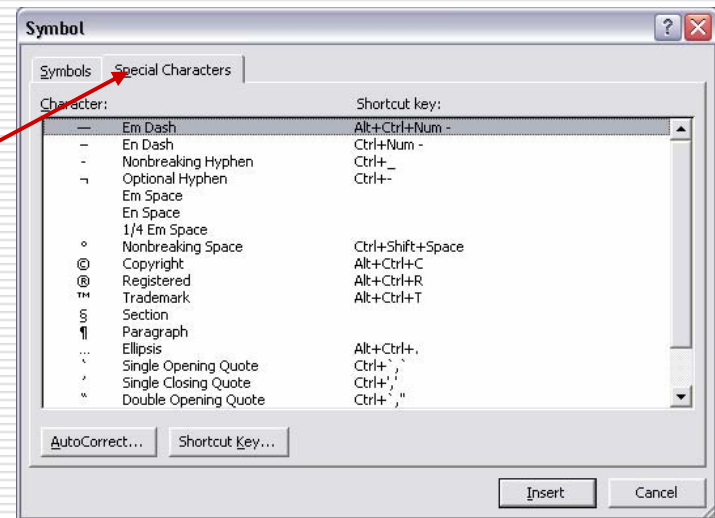 Symbol
Symbols Special Characters
Character: Shortcut key:
— Em Dash Alt+Ctrl+Num -
– En Dash Ctrl+Num -
- Nonbreaking Hyphen Ctrl+_
¬ Optional Hyphen Ctrl+-
Em Space
En Space
1/4 Em Space
° Nonbreaking Space Ctrl+Shift+Space
© Copyright Alt+Ctrl+C
® Registered Alt+Ctrl+R
™ Trademark Alt+Ctrl+T
§ Section
¶ Paragraph
… Ellipsis Alt+Ctrl+.
‘ Single Opening Quote Ctrl+`,`
’ Single Closing Quote Ctrl+','
“ Double Opening Quote Ctrl+`,"
AutoCorrect... Shortcut Key...
Insert Cancel